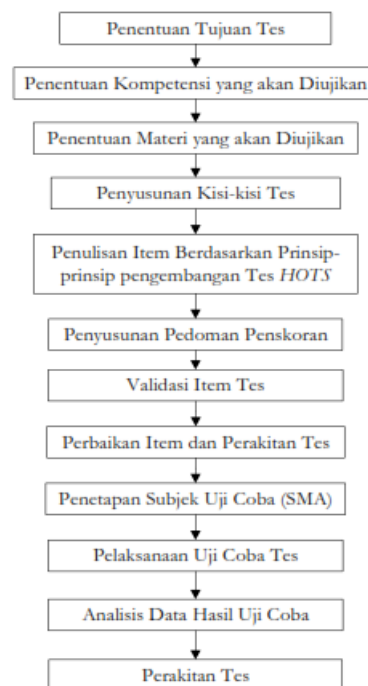 Penentuan Tujuan Tes
Penentuan Kompetensi yang akan Diujikan
Penentuan Materi yang akan Diujikan
Penyusunan Kisi-kisi Tes
Penulisan Item Berdasarkan Prinsip-
prinsip pengembangan Tes HOTS
Penyusunan Pedoman Penskoran
Validasi Item Tes
Perbaikan Item dan Perakitan Tes
Penetapan Subjek Uji Coba (SMA)
Pelaksanaan Uji Coba Tes
Analisis Data Hasil Uji Coba
Perakitan Tes